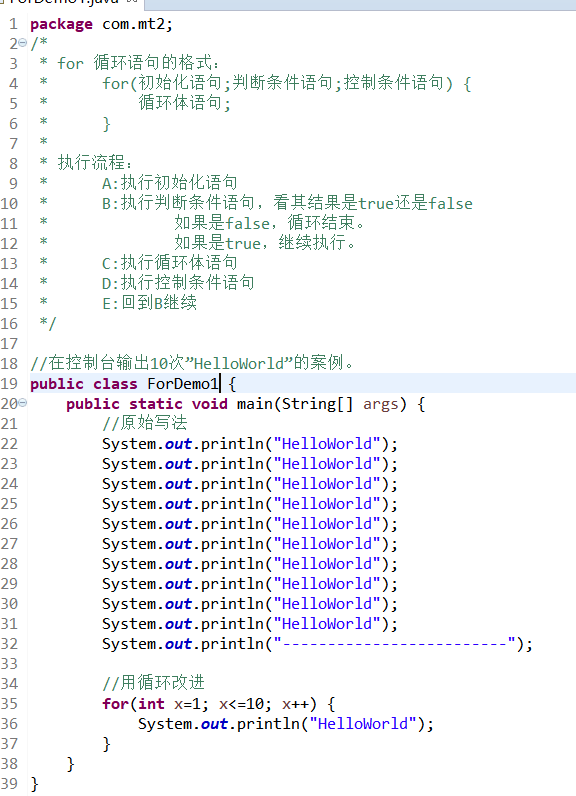 ForDemo1.java
1 package com.mt2;
2 /*
3  * for 循环语句的格式：
4  *      for(初始化语句;判断条件语句;控制条件语句) {
5  *          循环体语句;
6  *      }
7  *
8  * 执行流程：
9  *      A:执行初始化语句
10  *      B:执行判断条件语句，看其结果是true还是false
11  *              如果是false，循环结束。
12  *              如果是true，继续执行。
13  *      C:执行循环体语句
14  *      D:执行控制条件语句
15  *      E:回到B继续
16  */
17
18 //在控制台输出10次”HelloWorld”的案例。
19 public class ForDemo1 {
20     public static void main(String[] args) {
21         //原始写法
22         System.out.println("HelloWorld");
23         System.out.println("HelloWorld");
24         System.out.println("HelloWorld");
25         System.out.println("HelloWorld");
26         System.out.println("HelloWorld");
27         System.out.println("HelloWorld");
28         System.out.println("HelloWorld");
29         System.out.println("HelloWorld");
30         System.out.println("HelloWorld");
31         System.out.println("HelloWorld");
32         System.out.println("-------------------------");
33
34         //用循环改进
35         for(int x=1; x<=10; x++) {
36             System.out.println("HelloWorld");
37         }
38     }
39 }